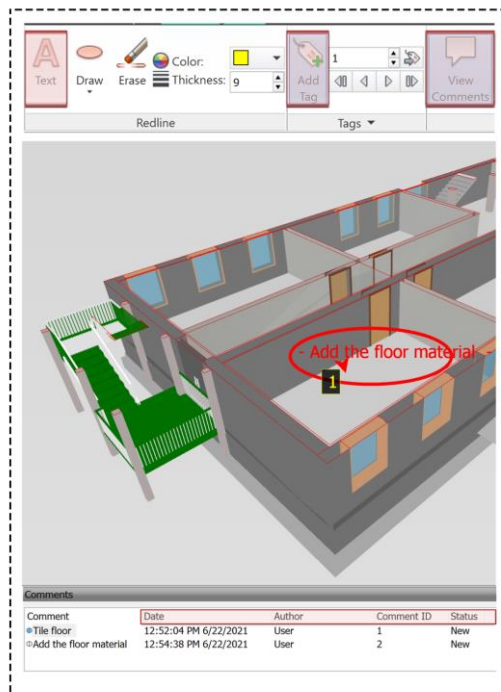 Text
Draw
Erase
Color:
Thickness: 9
Redline
Add
Tag
1
Tags
View
Comments
- Add the floor material -
1
Comments
Comment Date Author Comment ID Status
Tile floor 12:52:04 PM 6/22/2021 User 1 New
Add the floor material 12:54:38 PM 6/22/2021 User 2 New